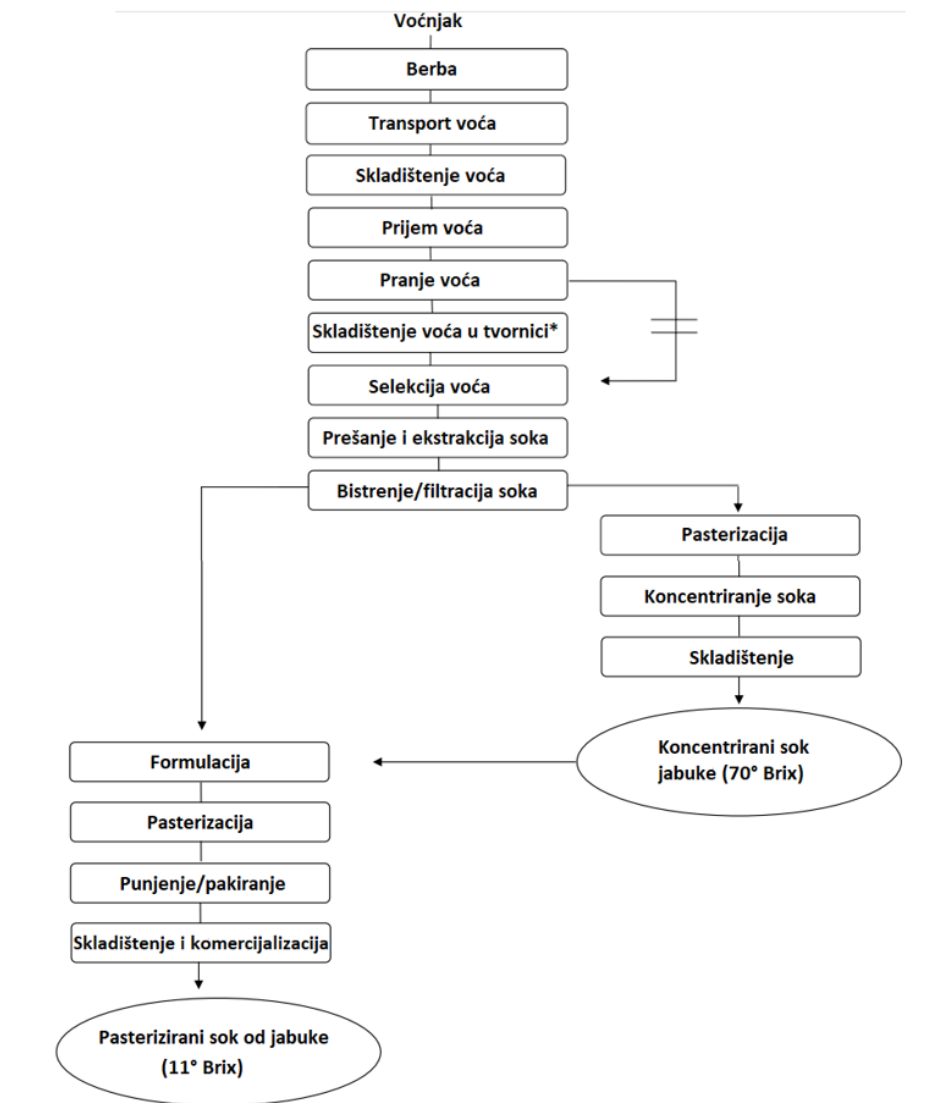 Voćnjak
Berba
Transport voća
Skladištenje voća
Prijem voća
Pranje voća
Skladištenje voća u tvornici*
Selekcija voća
Prešanje i ekstrakcija soka
Bistrenje/filtracija soka
Pasterizacija
Koncentriranje soka
Skladištenje
Koncentrirani sok
jabuke (70° Brix)
Formulacija
Pasterizacija
Punjenje/pakiranje
Skladištenje i komercijalizacija
Pasterizirani sok od jabuke
(11° Brix)